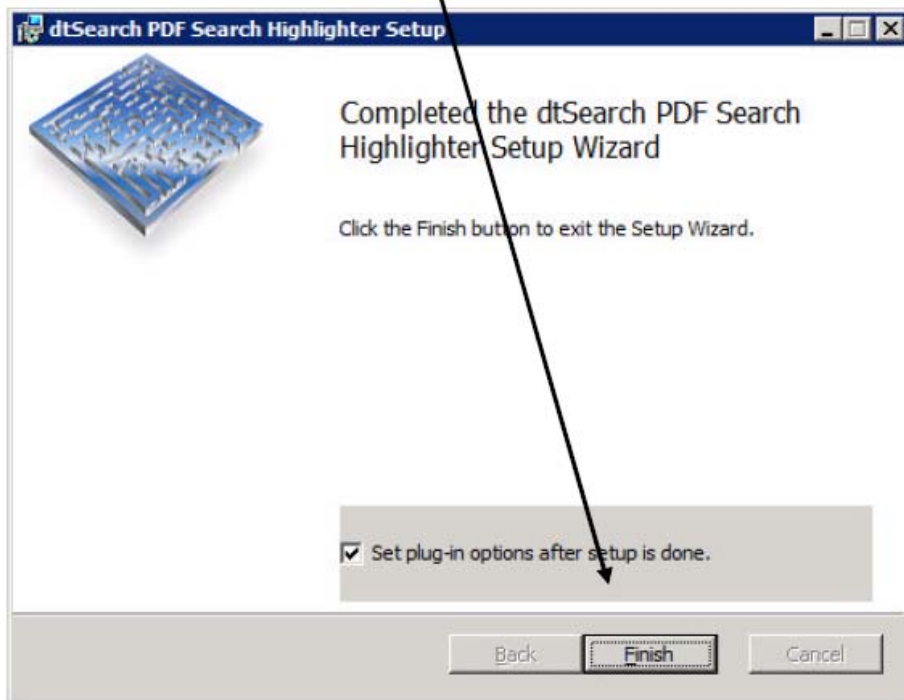 dtSearch PDF Search Highlighter Setup
Completed the dtSearch PDF Search
Highlighter Setup Wizard
Click the Finish button to exit the Setup Wizard.
Set plug-in options after setup is done.
Back Finish Cancel